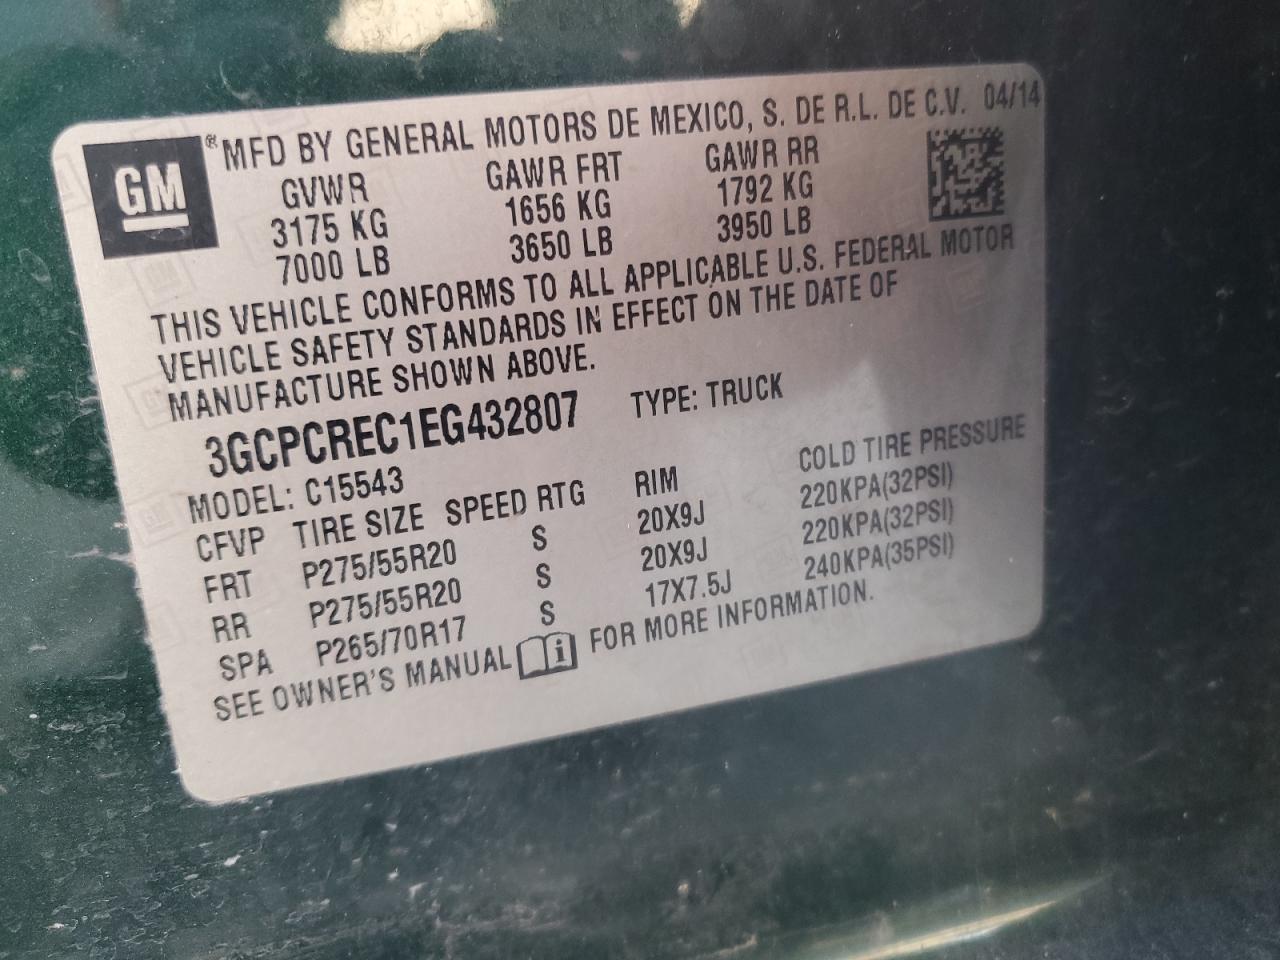 GM ® MFD BY GENERAL MOTORS DE MEXICO, S. DE R.L. DE C.V. 04/14
GVWR GAWR FRT GAWR RR
3175 KG 1656 KG 1792 KG
7000 LB 3650 LB 3950 LB
THIS VEHICLE CONFORMS TO ALL APPLICABLE U.S. FEDERAL MOTOR
VEHICLE SAFETY STANDARDS IN EFFECT ON THE DATE OF
MANUFACTURE SHOWN ABOVE.
3GCPCREC1EG432807 TYPE: TRUCK
MODEL: C15543
CFVP TIRE SIZE SPEED RTG RIM COLD TIRE PRESSURE
FRT P275/55R20 S 20X9J 220KPA(32PSI)
RR P275/55R20 S 20X9J 220KPA(32PSI)
SPA P265/70R17 S 17X7.5J 240KPA(35PSI)
SEE OWNER'S MANUAL i FOR MORE INFORMATION.